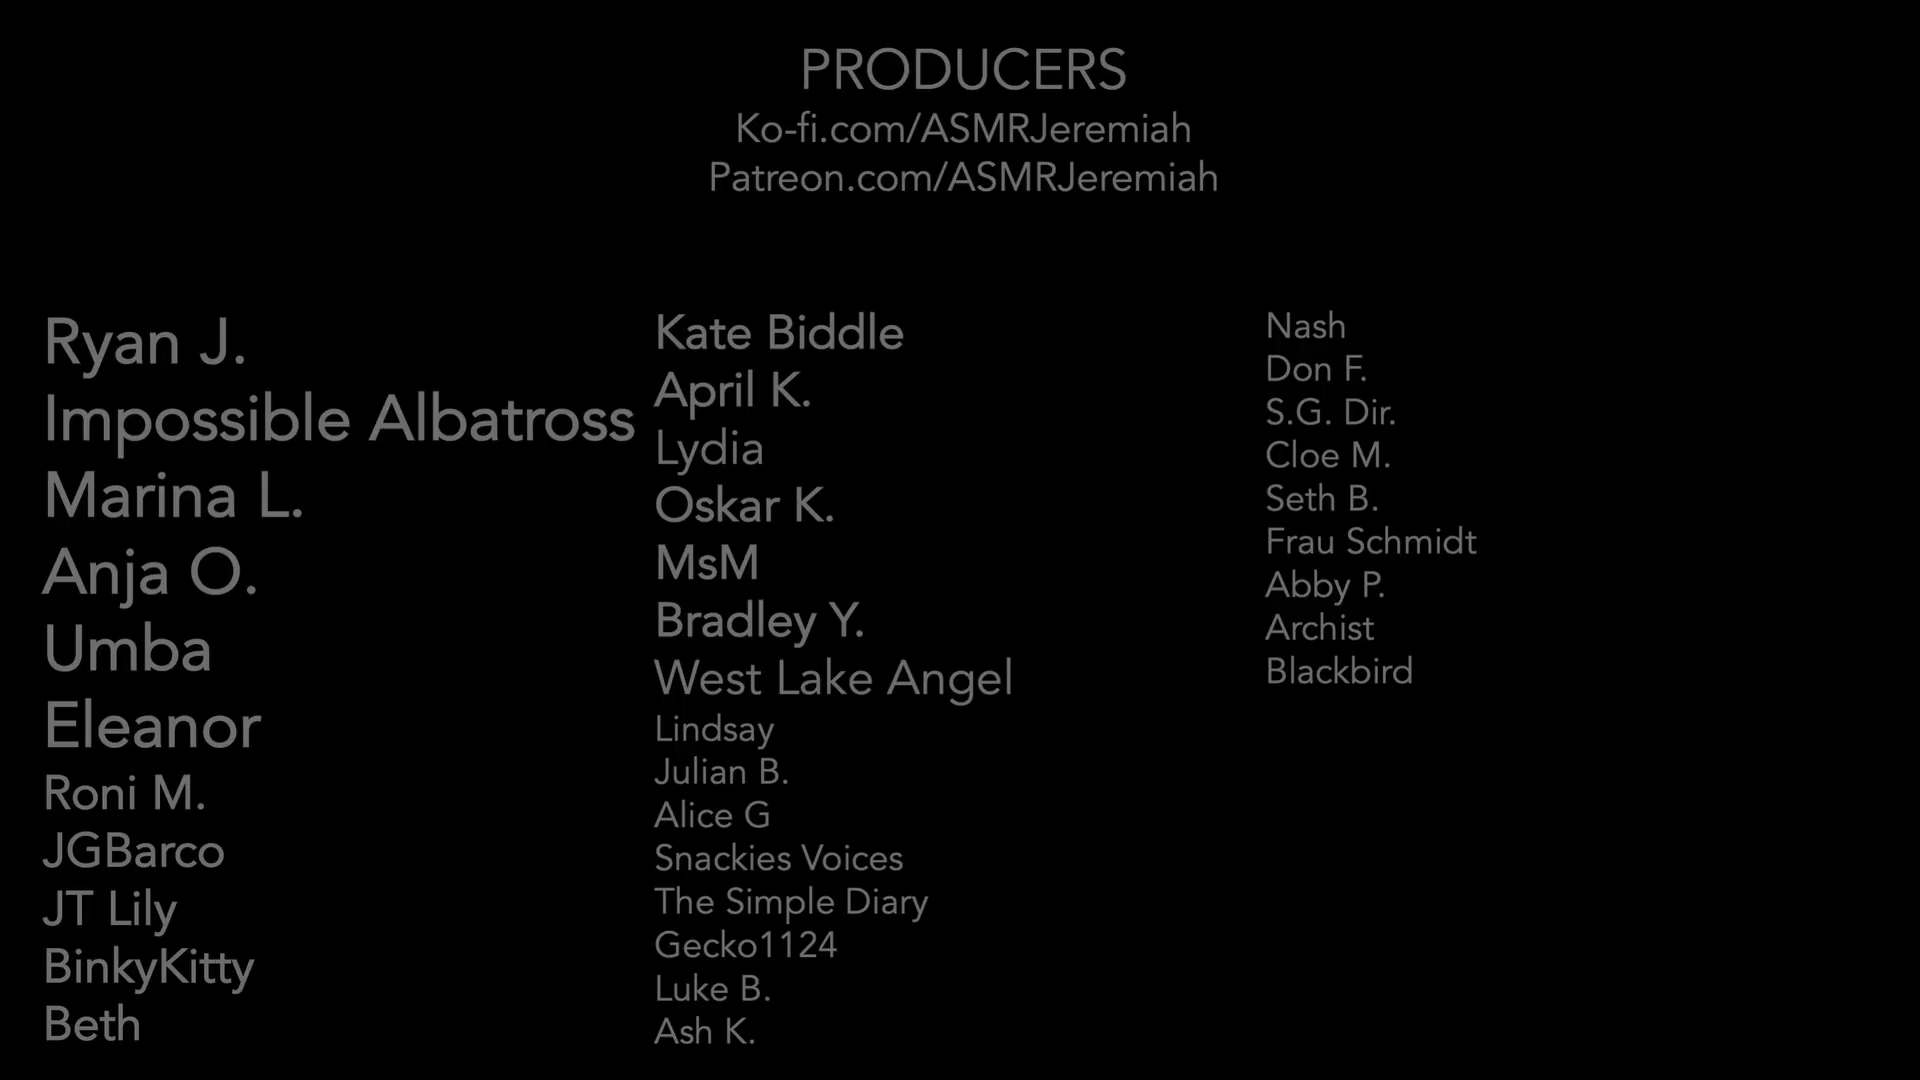 PRODUCERS
Ko-fi.com/ASMRJeremiah
Patreon.com/ASMRJeremiah
Ryan J.
Impossible Albatross
Marina L.
Anja O.
Umba
Eleanor
Roni M.
JGBarco
JT Lily
BinkyKitty
Beth
Kate Biddle
April K.
Lydia
Oskar K.
MsM
Bradley Y.
West Lake Angel
Lindsay
Julian B.
Alice G
Snackies Voices
The Simple Diary
Gecko1124
Luke B.
Ash K.
Nash
Don F.
S.G. Dir.
Cloe M.
Seth B.
Frau Schmidt
Abby P.
Archist
Blackbird